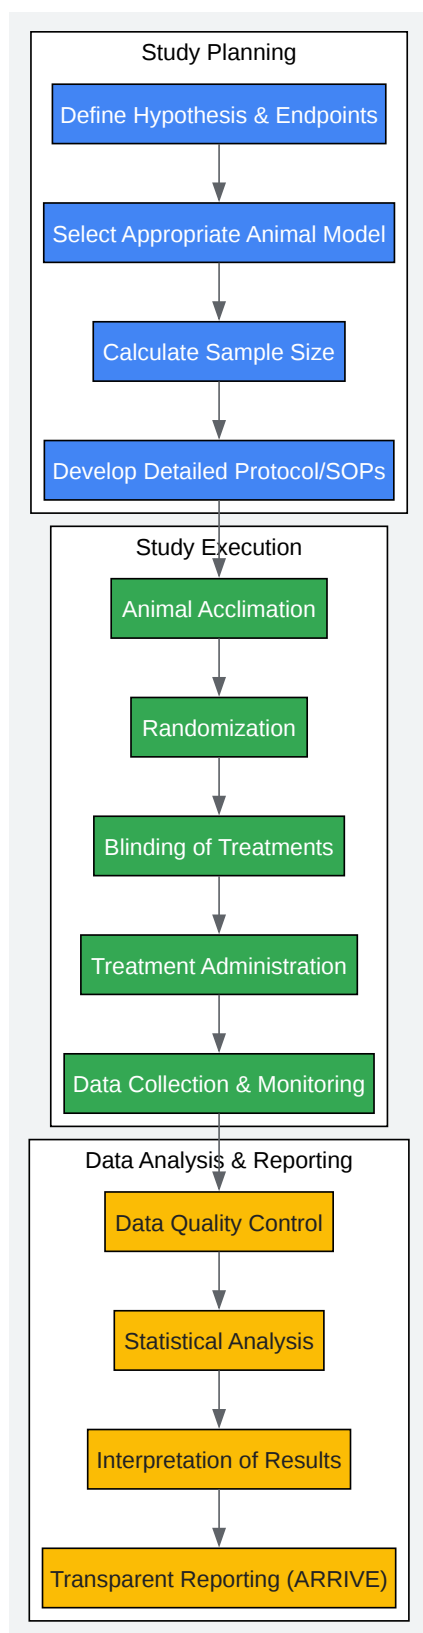 Study Planning
Define Hypothesis & Endpoints
Select Appropriate Animal Model
Calculate Sample Size
Develop Detailed Protocol/SOPs
Study Execution
Animal Acclimation
Randomization
Blinding of Treatments
Treatment Administration
Data Collection & Monitoring
Data Analysis & Reporting
Data Quality Control
Statistical Analysis
Interpretation of Results
Transparent Reporting (ARRIVE)